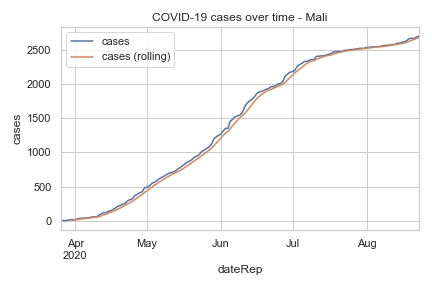 COVID-19 cases over time - Mali
cases
cases (rolling)
2500
2000
1500
1000
500
0
cases
Apr
2020
May
Jun
Jul
Aug
dateRep